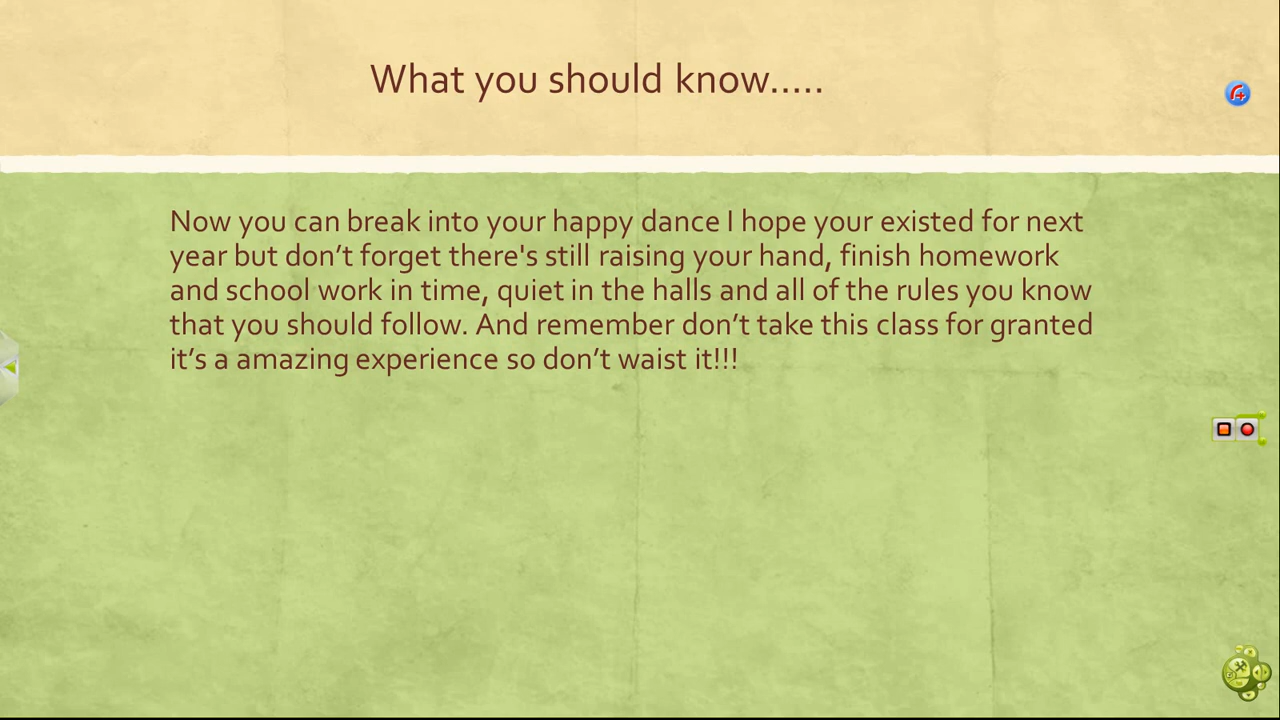 What you should know.....
Now you can break into your happy dance I hope your existed for next
year but don’t forget there's still raising your hand, finish homework
and school work in time, quiet in the halls and all of the rules you know
that you should follow. And remember don’t take this class for granted
it’s a amazing experience so don’t waist it!!!